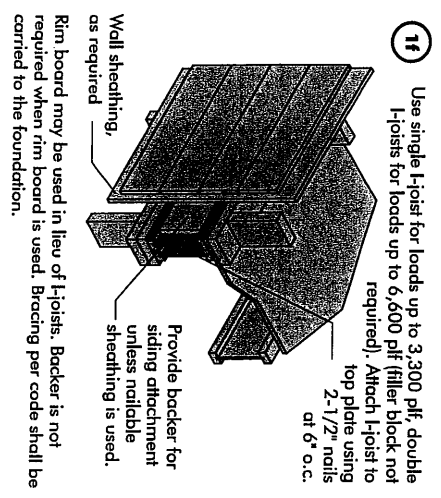 1f
Use single I-joist for loads up to 3,300 plf, double
I-joists for loads up to 6,600 plf (filler block not
required). Attach I-joist to
top plate using
2-1/2" nails
at 6" o.c.
Wall sheathing,
as required
Provide backer for
siding attachment
unless nailable
sheathing is used.
Rim board may be used in lieu of I-joists. Backer is not
required when rim board is used. Bracing per code shall be
carried to the foundation.